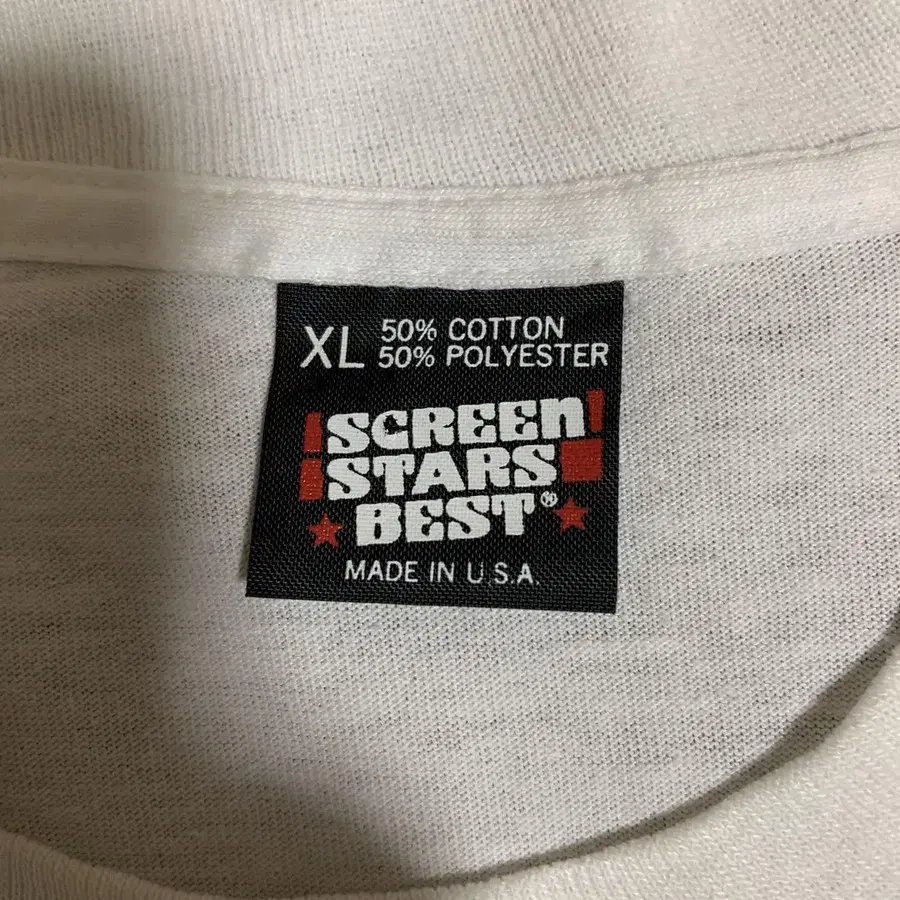 XL 50% COTTON
50% POLYESTER
SCREEN
STARS
BEST®
MADE IN U.S.A.